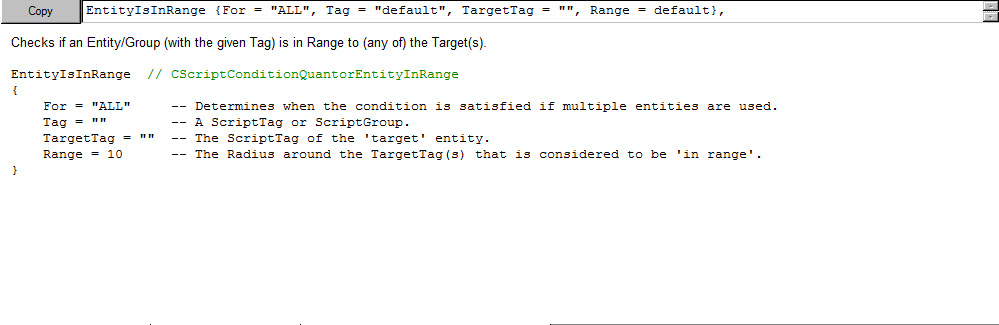 Copy
EntityIsInRange {For = "ALL", Tag = "default", TargetTag = "", Range = default},
Checks if an Entity/Group (with the given Tag) is in Range to (any of) the Target(s).
EntityIsInRange  // CScriptConditionQuantorEntityInRange
{
    For = "ALL"     -- Determines when the condition is satisfied if multiple entities are used.
    Tag = ""        -- A ScriptTag or ScriptGroup.
    TargetTag = ""  -- The ScriptTag of the 'target' entity.
    Range = 10      -- The Radius around the TargetTag(s) that is considered to be 'in range'.
}